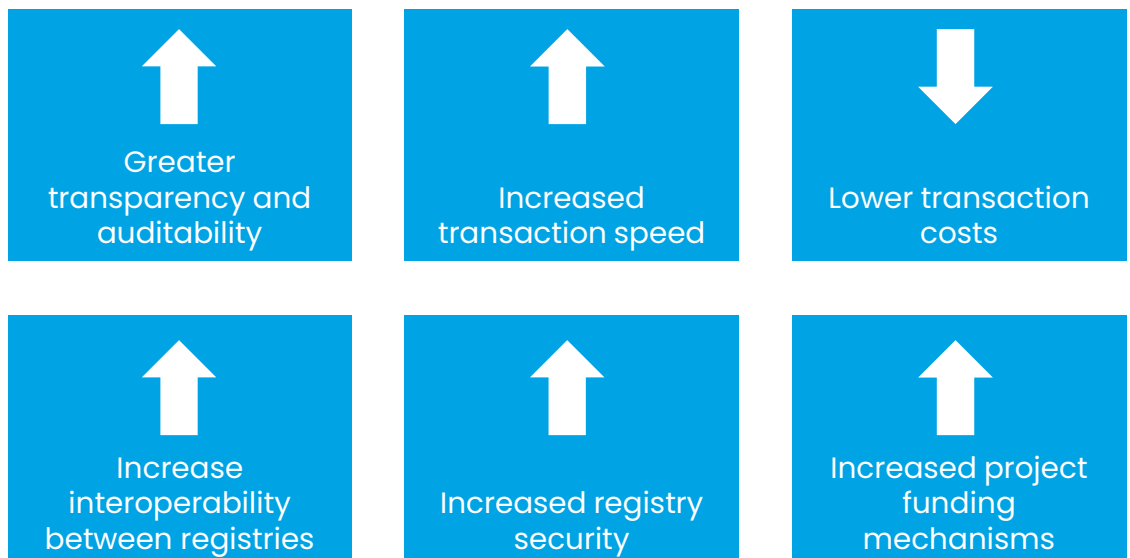 Greater
transparency and
auditability
Increased
transaction speed
Lower transaction
costs
Increase
interoperability
between registries
Increased registry
security
Increased project
funding
mechanisms